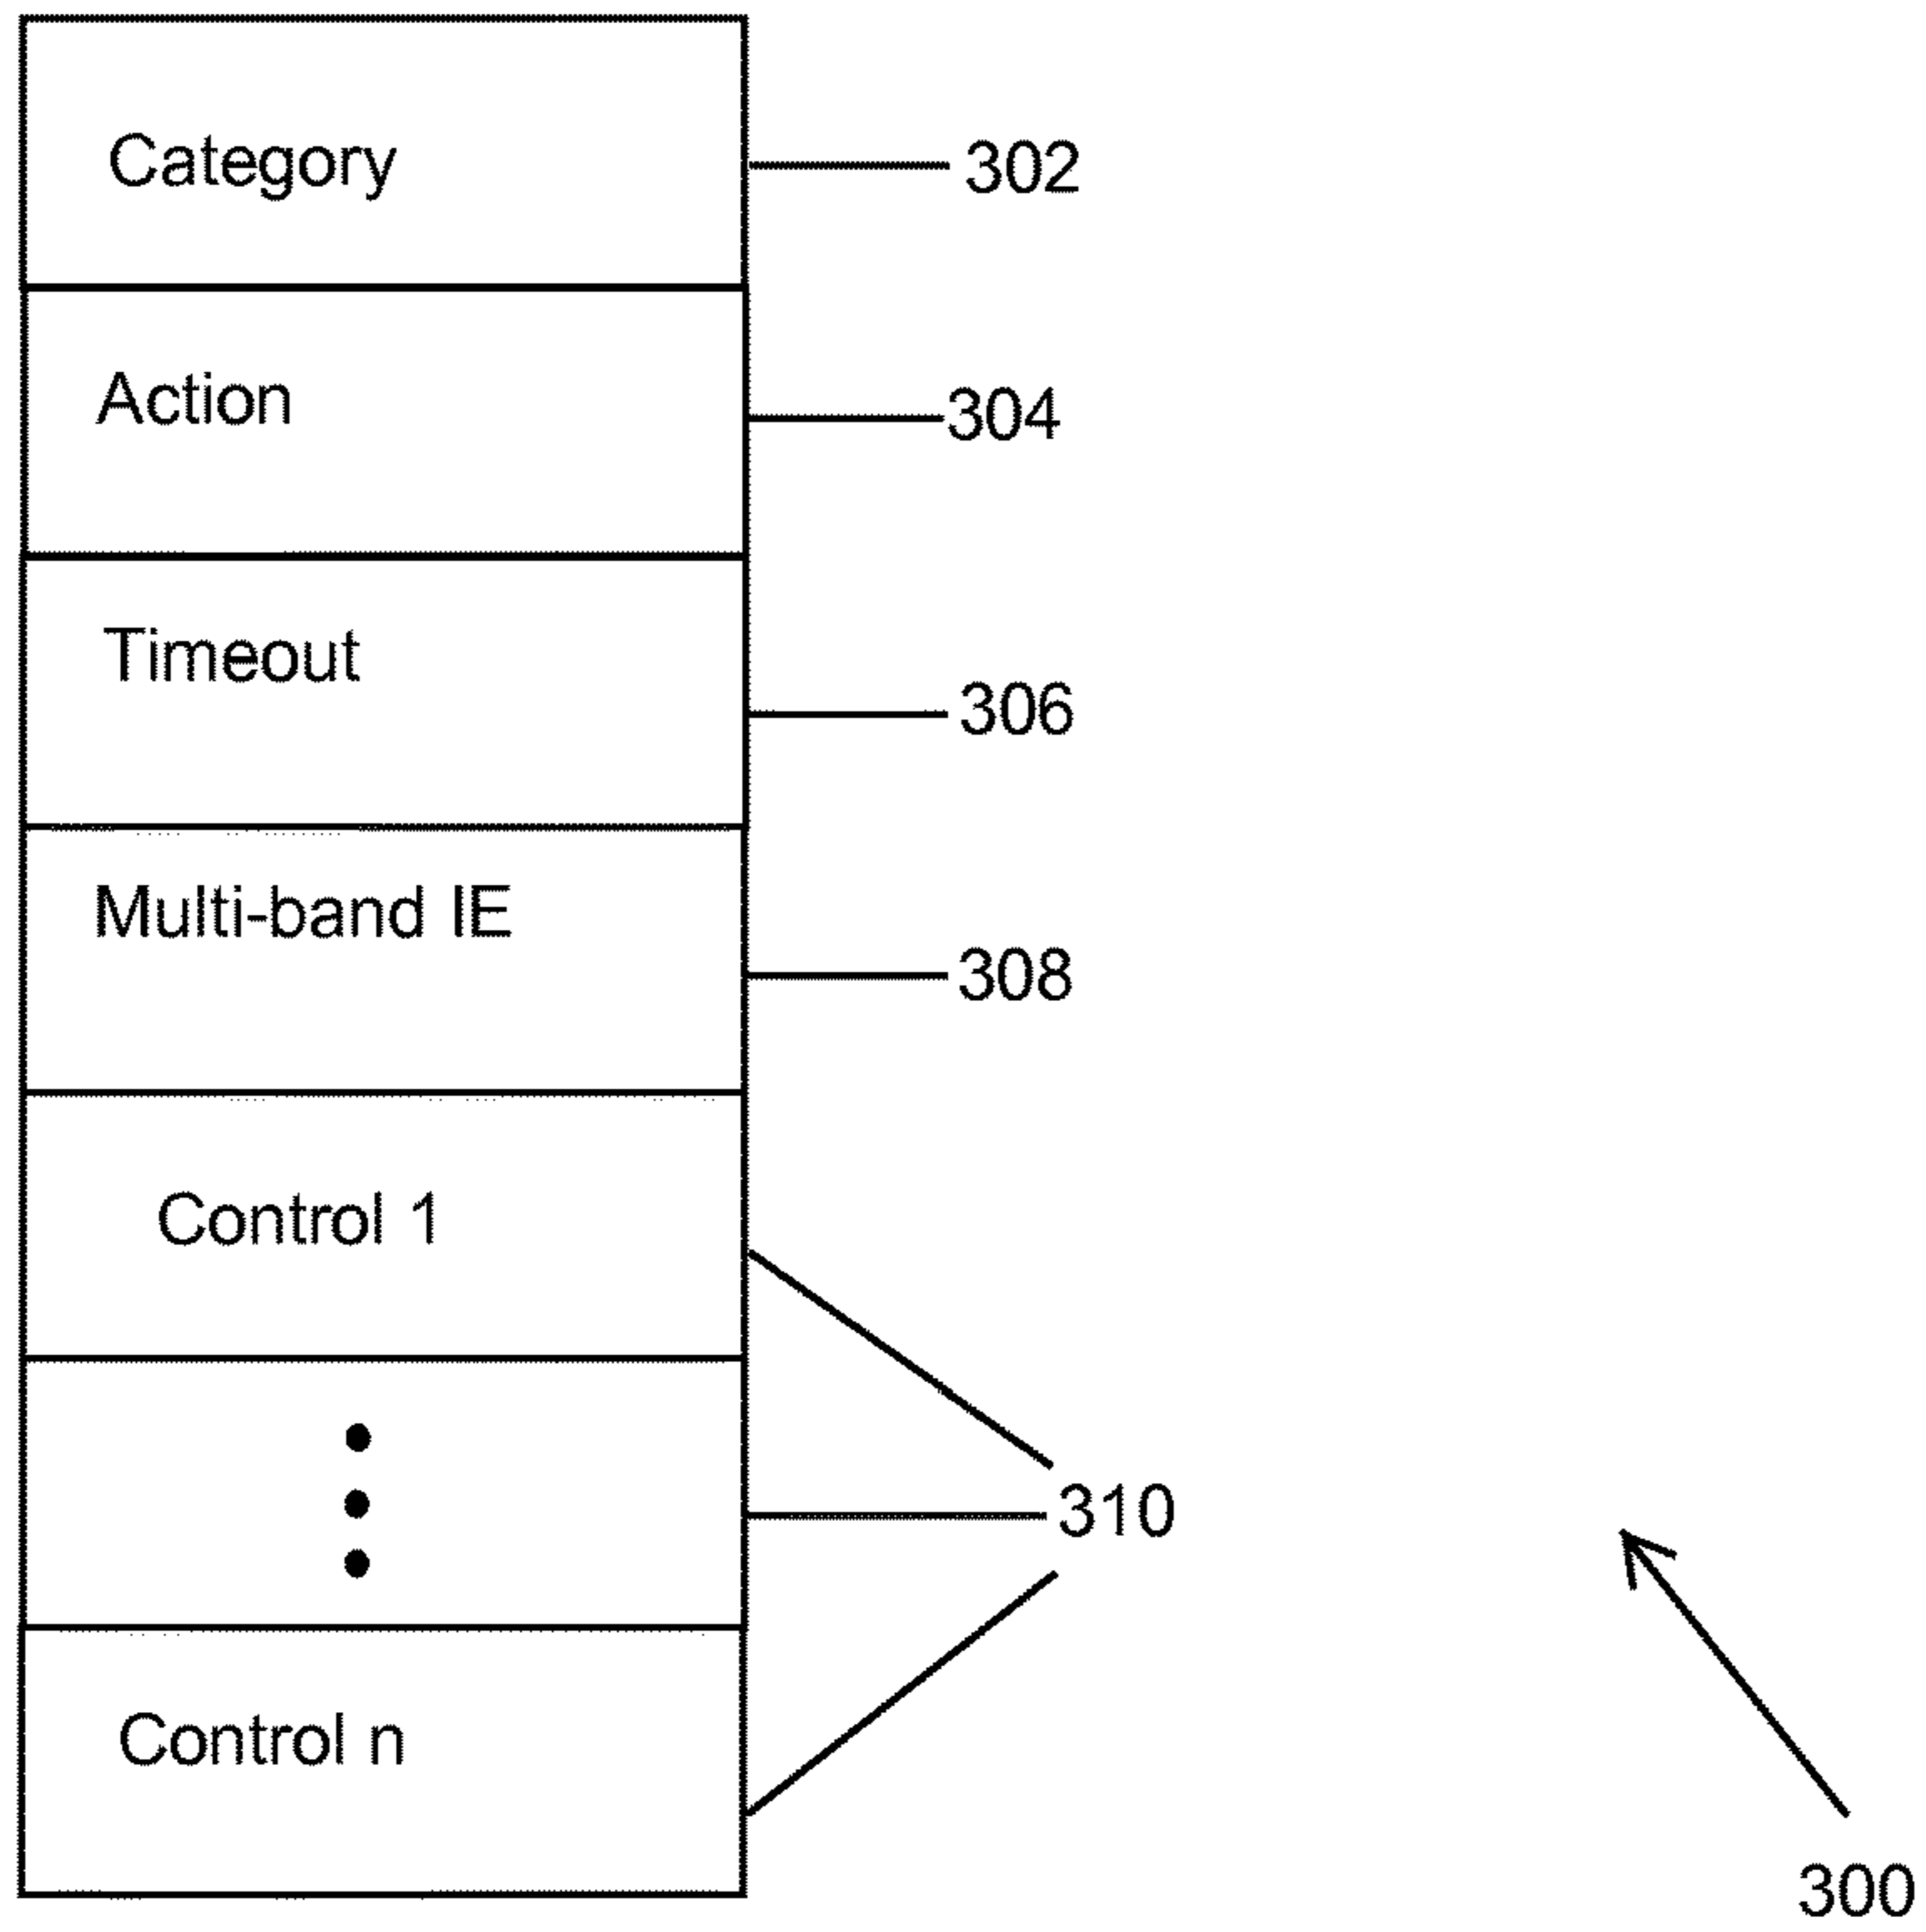 Category
302
Action
304
Timeout
306
Multi-band IE
308
Control 1
310
Control n
300